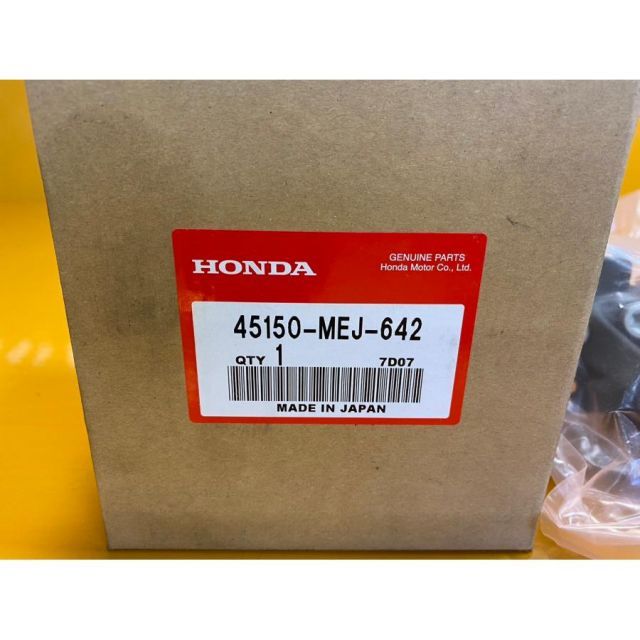 HONDA
GENUINE PARTS
Honda Motor Co., Ltd.
45150-MEJ-642
QTY 1 7D07
MADE IN JAPAN